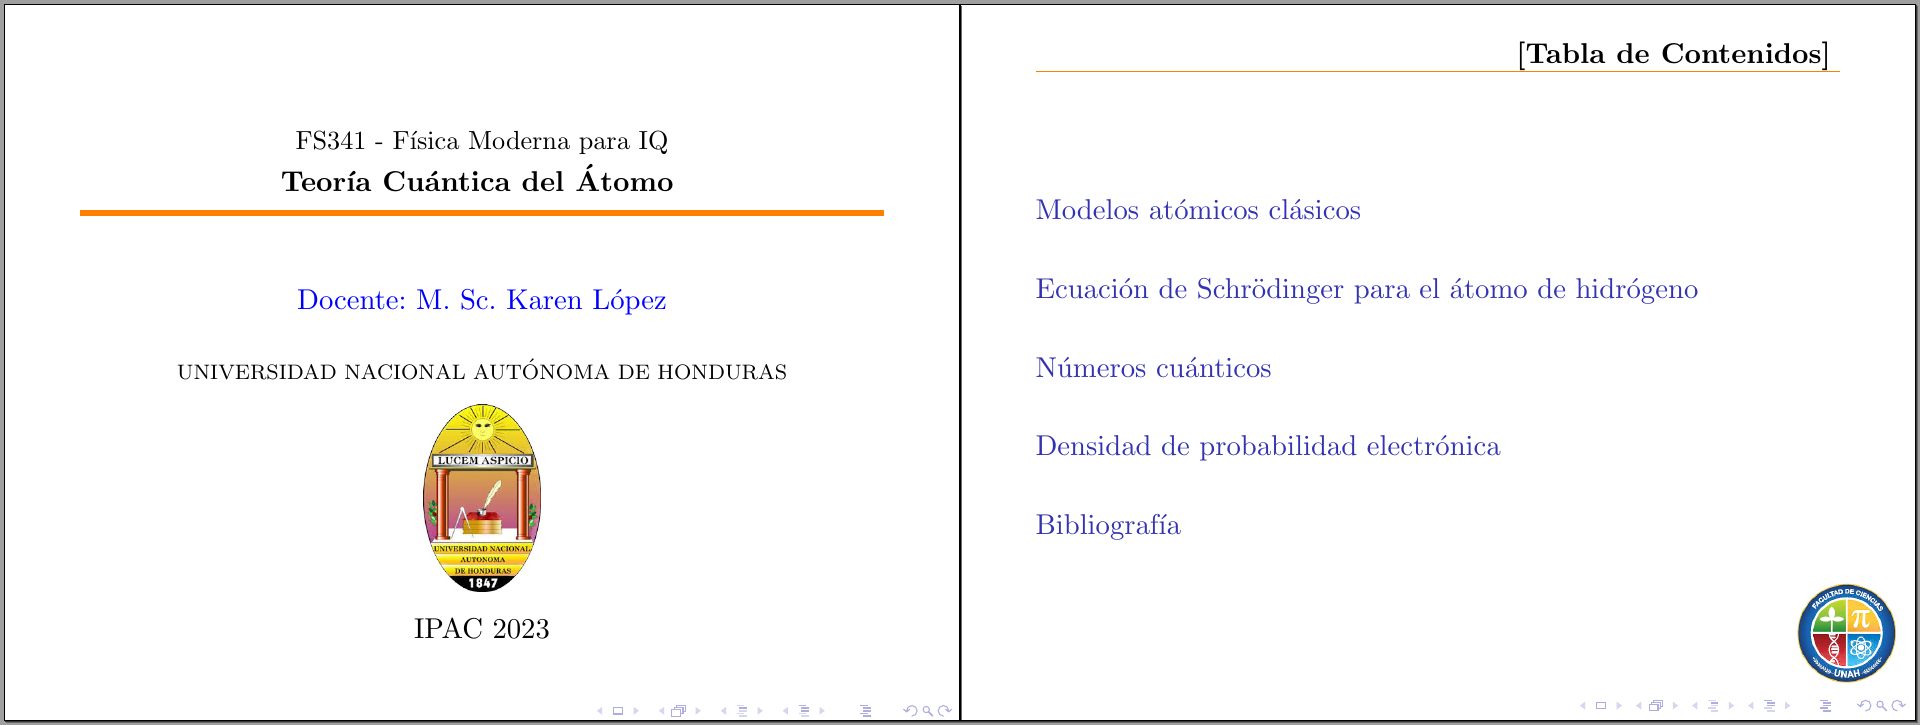 FS341 - Física Moderna para IQ
Teoría Cuántica del Átomo
Docente: M. Sc. Karen López
UNIVERSIDAD NACIONAL AUTÓNOMA DE HONDURAS
LUCEM ASPICIO
UNIVERSIDAD NACIONAL
AUTONOMA
DE HONDURAS
1847
IPAC 2023
[Tabla de Contenidos]
Modelos atómicos clásicos
Ecuación de Schrödinger para el átomo de hidrógeno
Números cuánticos
Densidad de probabilidad electrónica
Bibliografía
FACULTAD DE CIENCIAS
π
UNAH